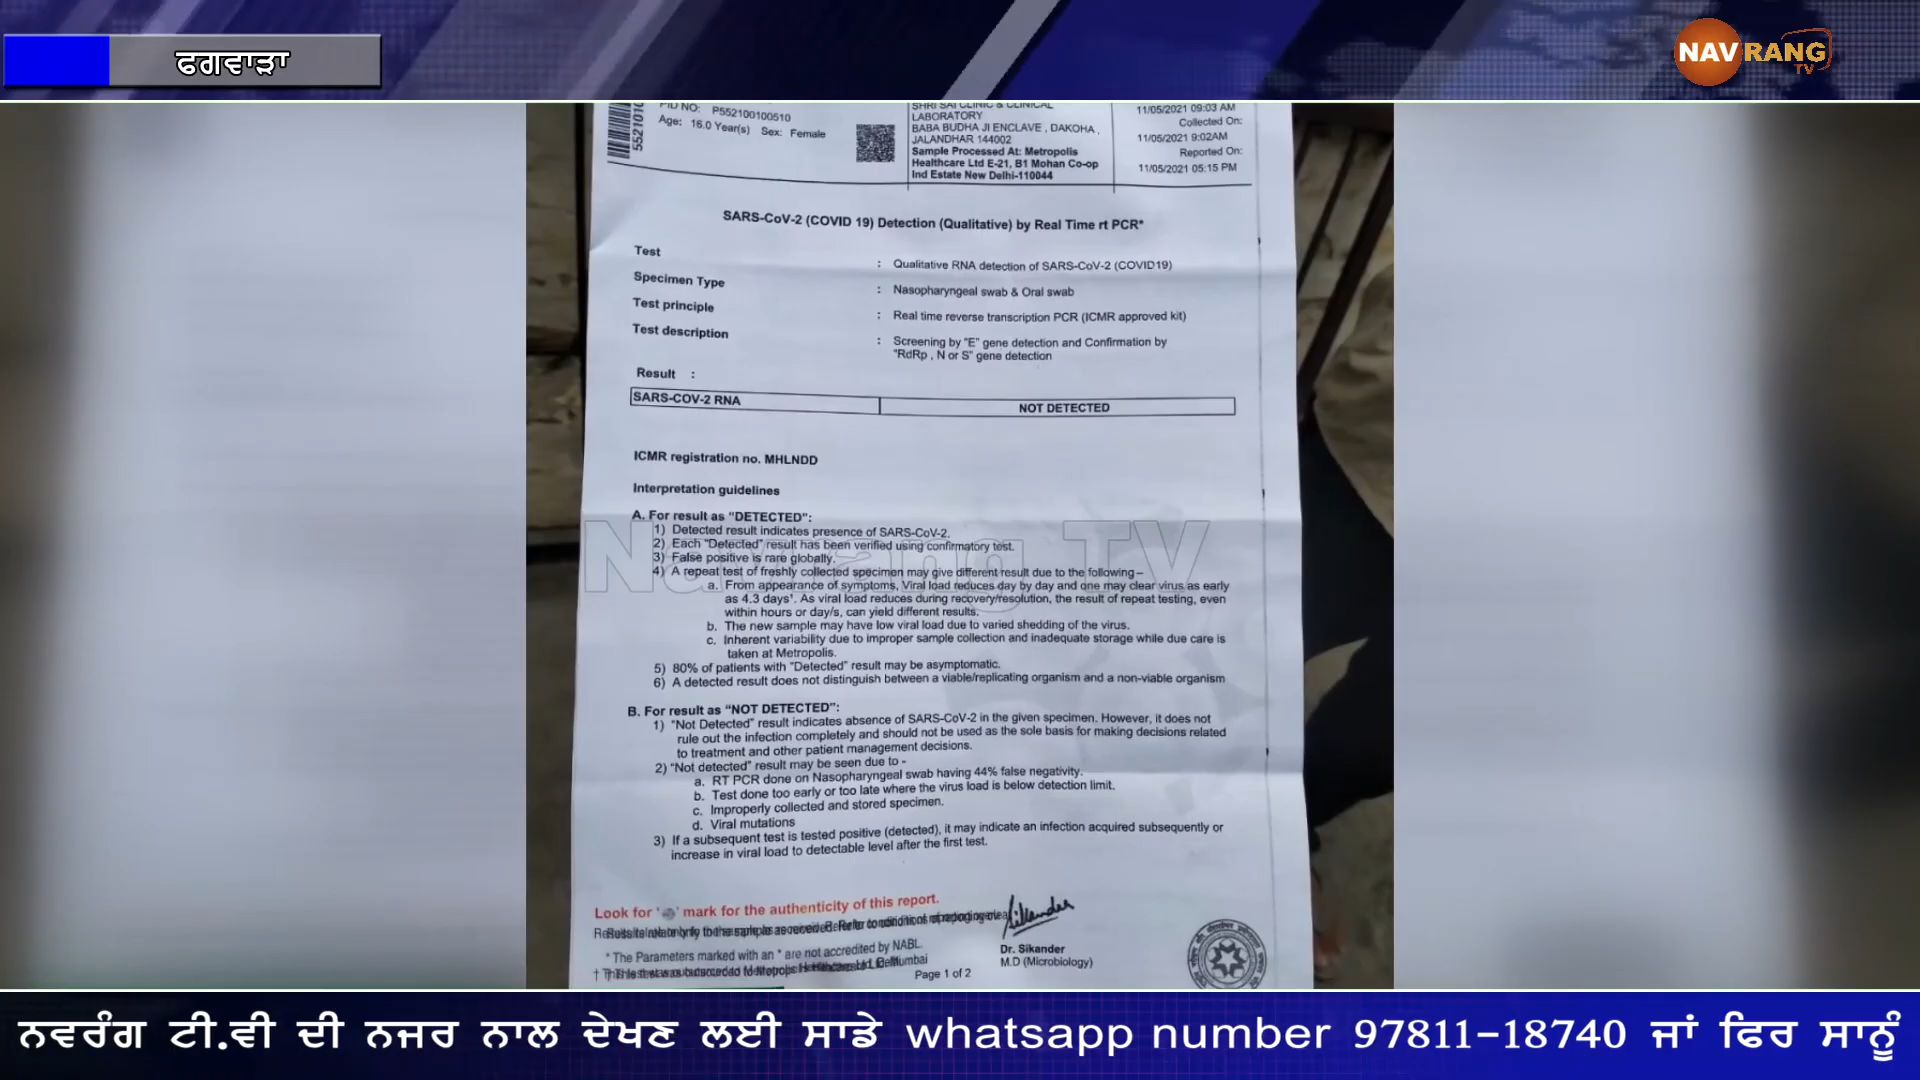 ਫਗਵਾੜਾ
NAVRANG
TV
552101
PID NO: P552100100510
Age: 16.0 Year(s) Sex: Female
SHRI SAI CLINIC & CLINICAL
LABORATORY
BABA BUDHA JI ENCLAVE , DAKOHA ,
JALANDHAR 144002
Sample Processed At: Metropolis
Healthcare Ltd E-21, B1 Mohan Co-op
Ind Estate New Delhi-110044
11/05/2021 09:03 AM
Collected On:
11/05/2021 9:02AM
Reported On:
11/05/2021 05:15 PM
SARS-CoV-2 (COVID 19) Detection (Qualitative) by Real Time rt PCR*
Test : Qualitative RNA detection of SARS-CoV-2 (COVID19)
Specimen Type : Nasopharyngeal swab & Oral swab
Test principle : Real time reverse transcription PCR (ICMR approved kit)
Test description : Screening by "E" gene detection and Confirmation by
"RdRp , N or S" gene detection
Result :
SARS-COV-2 RNA NOT DETECTED
ICMR registration no. MHLNDD
Interpretation guidelines
A. For result as "DETECTED":
1) Detected result indicates presence of SARS-CoV-2.
2) Each "Detected" result has been verified using confirmatory test.
3) False positive is rare globally.
4) A repeat test of freshly collected specimen may give different result due to the following–
a. From appearance of symptoms, Viral load reduces day by day and one may clear virus as early
as 4.3 days¹. As viral load reduces during recovery/resolution, the result of repeat testing, even
within hours or day/s, can yield different results.
b. The new sample may have low viral load due to varied shedding of the virus.
c. Inherent variability due to improper sample collection and inadequate storage while due care is
taken at Metropolis.
5) 80% of patients with "Detected" result may be asymptomatic.
6) A detected result does not distinguish between a viable/replicating organism and a non-viable organism
Navrang TV
B. For result as "NOT DETECTED":
1) "Not Detected" result indicates absence of SARS-CoV-2 in the given specimen. However, it does not
rule out the infection completely and should not be used as the sole basis for making decisions related
to treatment and other patient management decisions.
2) "Not detected" result may be seen due to -
a. RT PCR done on Nasopharyngeal swab having 44% false negativity.
b. Test done too early or too late where the virus load is below detection limit.
c. Improperly collected and stored specimen.
d. Viral mutations
3) If a subsequent test is tested positive (detected), it may indicate an infection acquired subsequently or
increase in viral load to detectable level after the first test.
Look for ' ' mark for the authenticity of this report.
* The Parameters marked with an * are not accredited by NABL.
Sikander
Dr. Sikander
M.D (Microbiology)
Page 1 of 2
ਨਵਰੰਗ ਟੀ.ਵੀ ਦੀ ਨਜਰ ਨਾਲ ਦੇਖਣ ਲਈ ਸਾਡੇ whatsapp number 97811-18740 ਜਾਂ ਫਿਰ ਸਾਨੂੰ